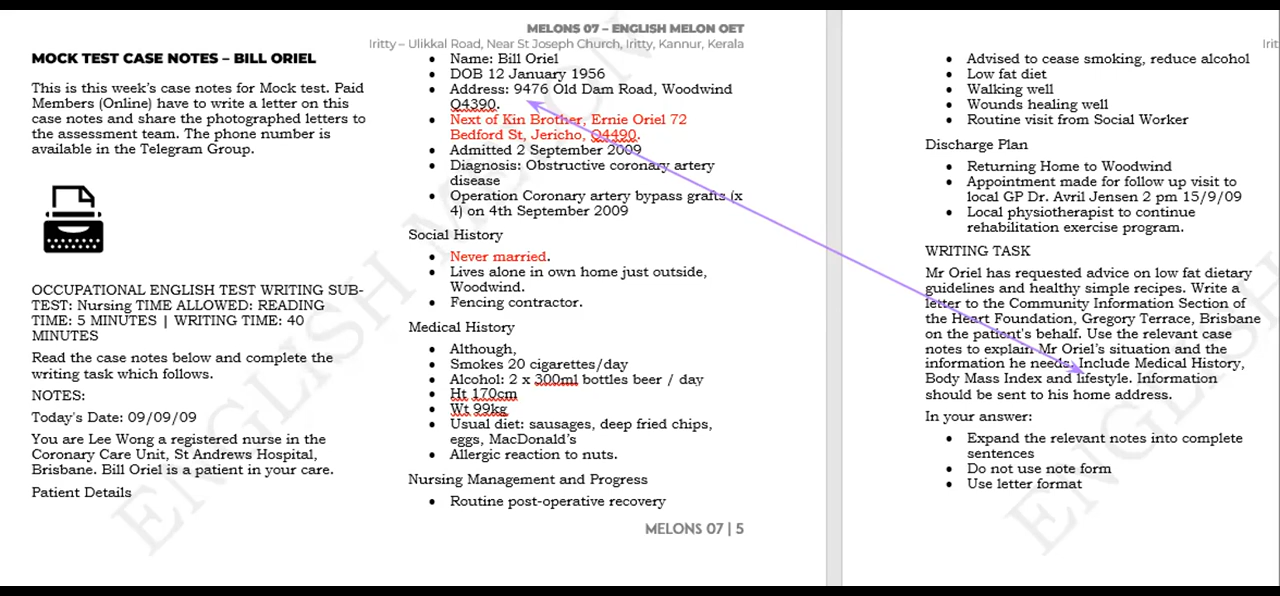 MELONS 07 – ENGLISH MELON OET
Iritty – Ulikkal Road, Near St Joseph Church, Iritty, Kannur, Kerala
MOCK TEST CASE NOTES – BILL ORIEL
This is this week's case notes for Mock test. Paid
Members (Online) have to write a letter on this
case notes and share the photographed letters to
the assessment team. The phone number is
available in the Telegram Group.
OCCUPATIONAL ENGLISH TEST WRITING SUB-
TEST: Nursing TIME ALLOWED: READING
TIME: 5 MINUTES | WRITING TIME: 40
MINUTES
Read the case notes below and complete the
writing task which follows.
NOTES:
Today's Date: 09/09/09
You are Lee Wong a registered nurse in the
Coronary Care Unit, St Andrews Hospital,
Brisbane. Bill Oriel is a patient in your care.
Patient Details
• Name: Bill Oriel
• DOB 12 January 1956
• Address: 9476 Old Dam Road, Woodwind
Q4390.
• Next of Kin Brother, Ernie Oriel 72
Bedford St, Jericho, Q4490.
• Admitted 2 September 2009
• Diagnosis: Obstructive coronary artery
disease
• Operation Coronary artery bypass grafts (x
4) on 4th September 2009
Social History
• Never married.
• Lives alone in own home just outside,
Woodwind.
• Fencing contractor.
Medical History
• Although,
• Smokes 20 cigarettes/day
• Alcohol: 2 x 300ml bottles beer / day
• Ht 170cm
• Wt 99kg
• Usual diet: sausages, deep fried chips,
eggs, MacDonald's
• Allergic reaction to nuts.
Nursing Management and Progress
• Routine post-operative recovery
MELONS 07 | 5
Irit
• Advised to cease smoking, reduce alcohol
• Low fat diet
• Walking well
• Wounds healing well
• Routine visit from Social Worker
Discharge Plan
• Returning Home to Woodwind
• Appointment made for follow up visit to
local GP Dr. Avril Jensen 2 pm 15/9/09
• Local physiotherapist to continue
rehabilitation exercise program.
WRITING TASK
Mr Oriel has requested advice on low fat dietary
guidelines and healthy simple recipes. Write a
letter to the Community Information Section of
the Heart Foundation, Gregory Terrace, Brisbane
on the patient's behalf. Use the relevant case
notes to explain Mr Oriel's situation and the
information he needs. Include Medical History,
Body Mass Index and lifestyle. Information
should be sent to his home address.
In your answer:
• Expand the relevant notes into complete
sentences
• Do not use note form
• Use letter format
ENGLISH MELON
ENGLISH